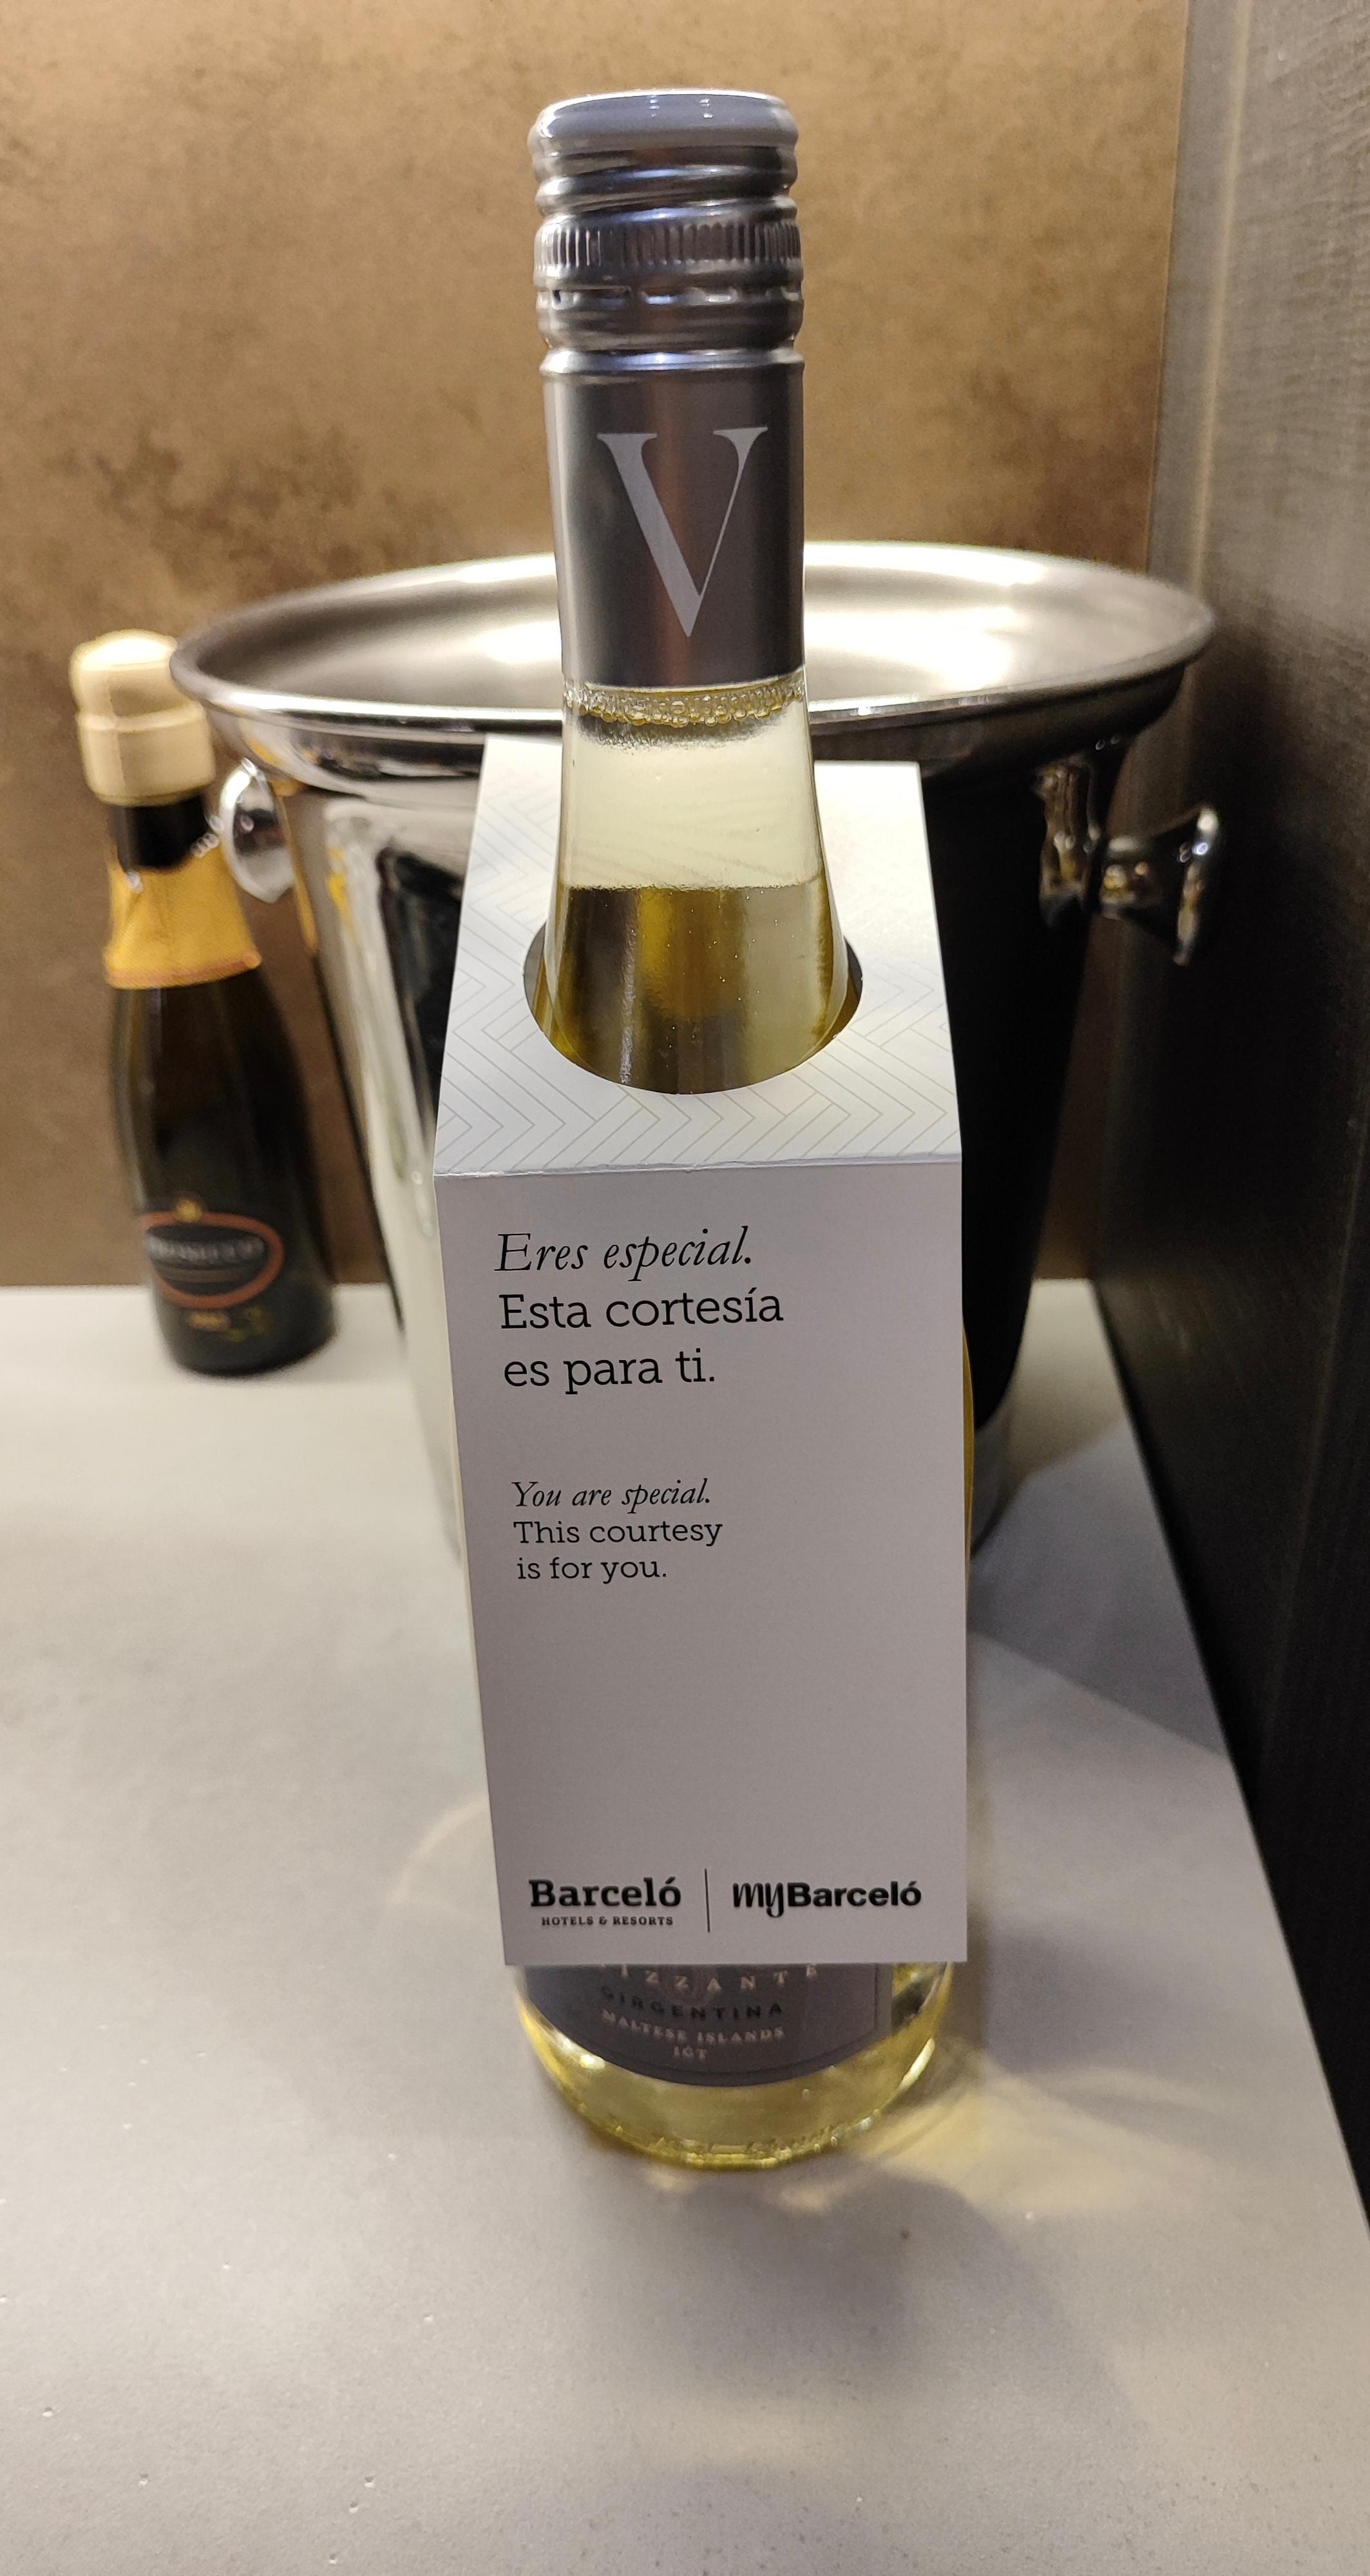 V
Eres especial.
Esta cortesía
es para ti.
You are special.
This courtesy
is for you.
Barceló
HOTELS & RESORTS
myBarceló
GIRGENTINA
MALTESE ISLANDS
IGT
PROSECCO